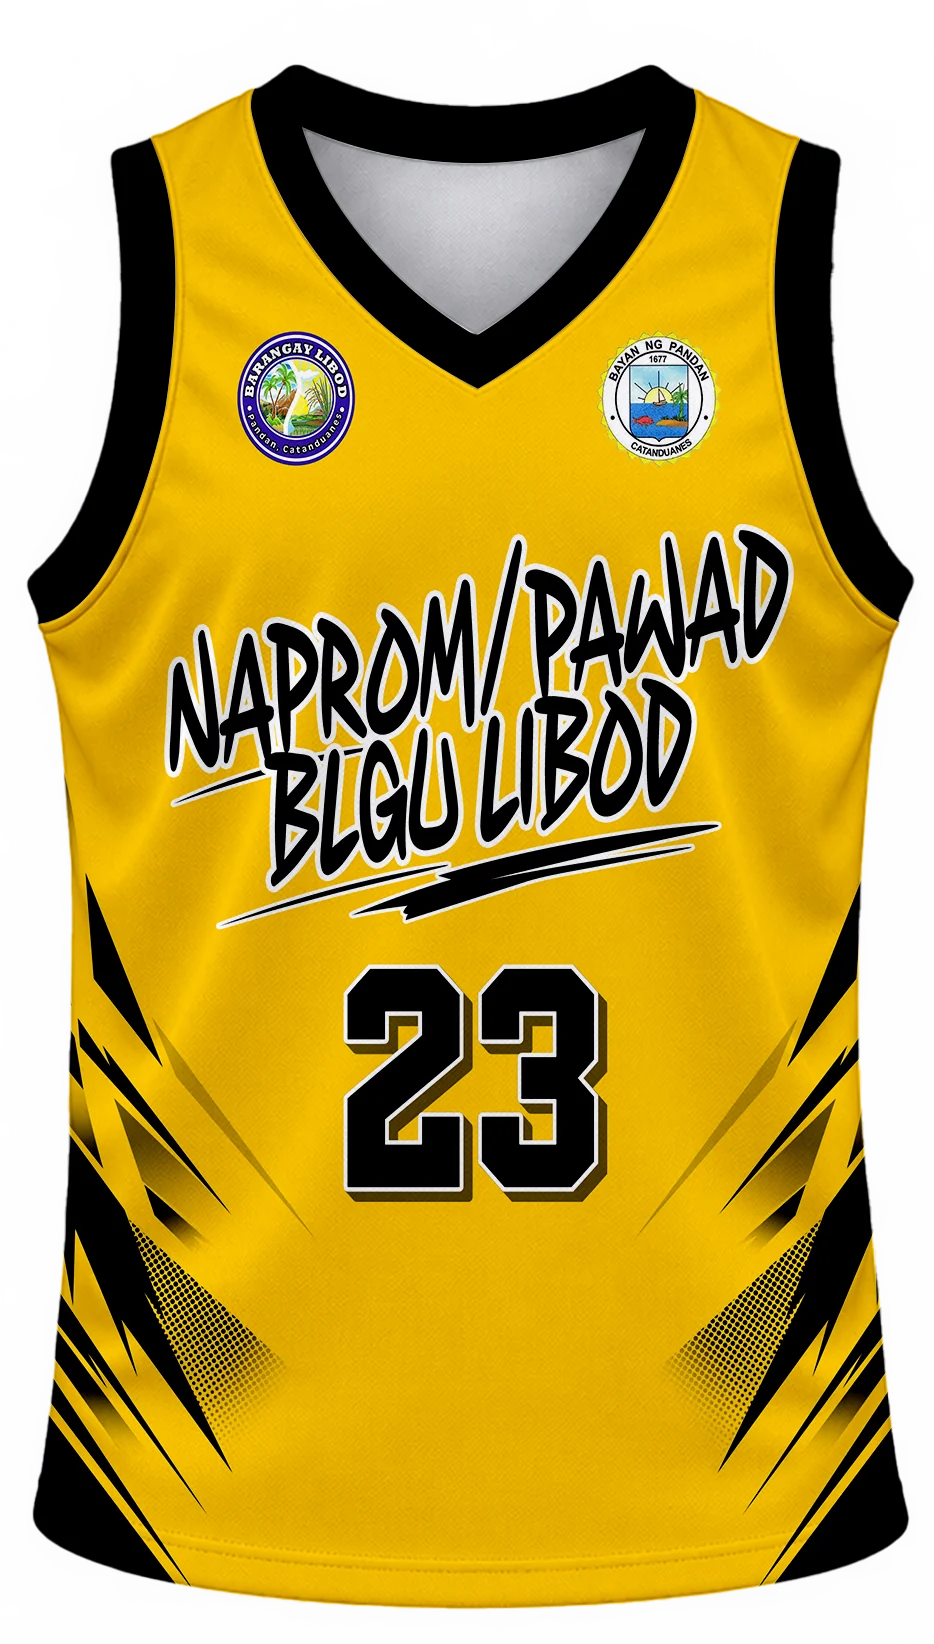 BARANGAY LIBOD
Pandan, Catanduanes
BAYAN NG PANDAN
1677
CATANDUANES
NAPROM/PAWAD
BLGU LIBOD
23